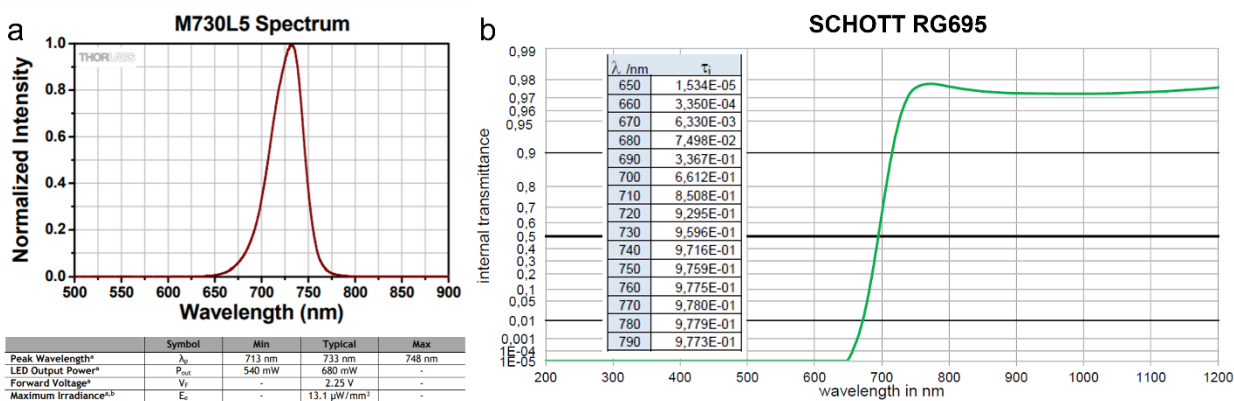 a
M730L5 Spectrum
THORLABS
Normalized Intensity
1.0
0.8
0.6
0.4
0.2
0.0
500 550 600 650 700 750 800 850 900
Wavelength (nm)
Symbol Min Typical Max
Peak Wavelengthᵃ λp 713 nm 733 nm 748 nm
LED Output Powerᵃ Pout 540 mW 680 mW -
Forward Voltageᵃ VF - 2.25 V -
Maximum Irradianceᵃ,ᵇ Ee - 13.1 µW/mm² -
b
SCHOTT RG695
internal transmittance
0,99
0,98
0,97
0,96
0,95
0,9
0,8
0,7
0,6
0,5
0,4
0,3
0,2
0,1
0,05
0,01
0,001
1E-04
1E-05
λ /nm τi
650 1,534E-05
660 3,350E-04
670 6,330E-03
680 7,498E-02
690 3,367E-01
700 6,612E-01
710 8,508E-01
720 9,295E-01
730 9,596E-01
740 9,716E-01
750 9,759E-01
760 9,775E-01
770 9,780E-01
780 9,779E-01
790 9,773E-01
200 300 400 500 600 700 800 900 1000 1100 1200
wavelength in nm